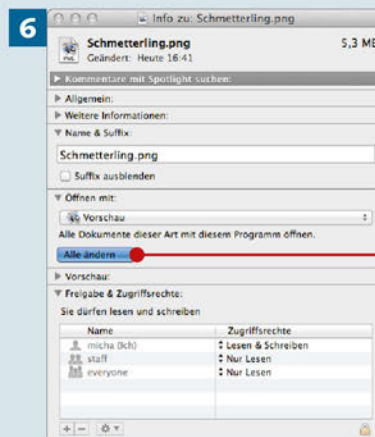 6
Info zu: Schmetterling.png
Schmetterling.png 5,3 ME
Geändert: Heute 16:41
Kommentare mit Spotlight suchen:
Allgemein:
Weitere Informationen:
Name & Suffix:
Schmetterling.png
Suffix ausblenden
Öffnen mit:
Vorschau
Alle Dokumente dieser Art mit diesem Programm öffnen.
Alle ändern
Vorschau:
Freigabe & Zugriffsrechte:
Sie dürfen lesen und schreiben
Name Zugriffsrechte
micha (Ich) Lesen & Schreiben
staff Nur Lesen
everyone Nur Lesen